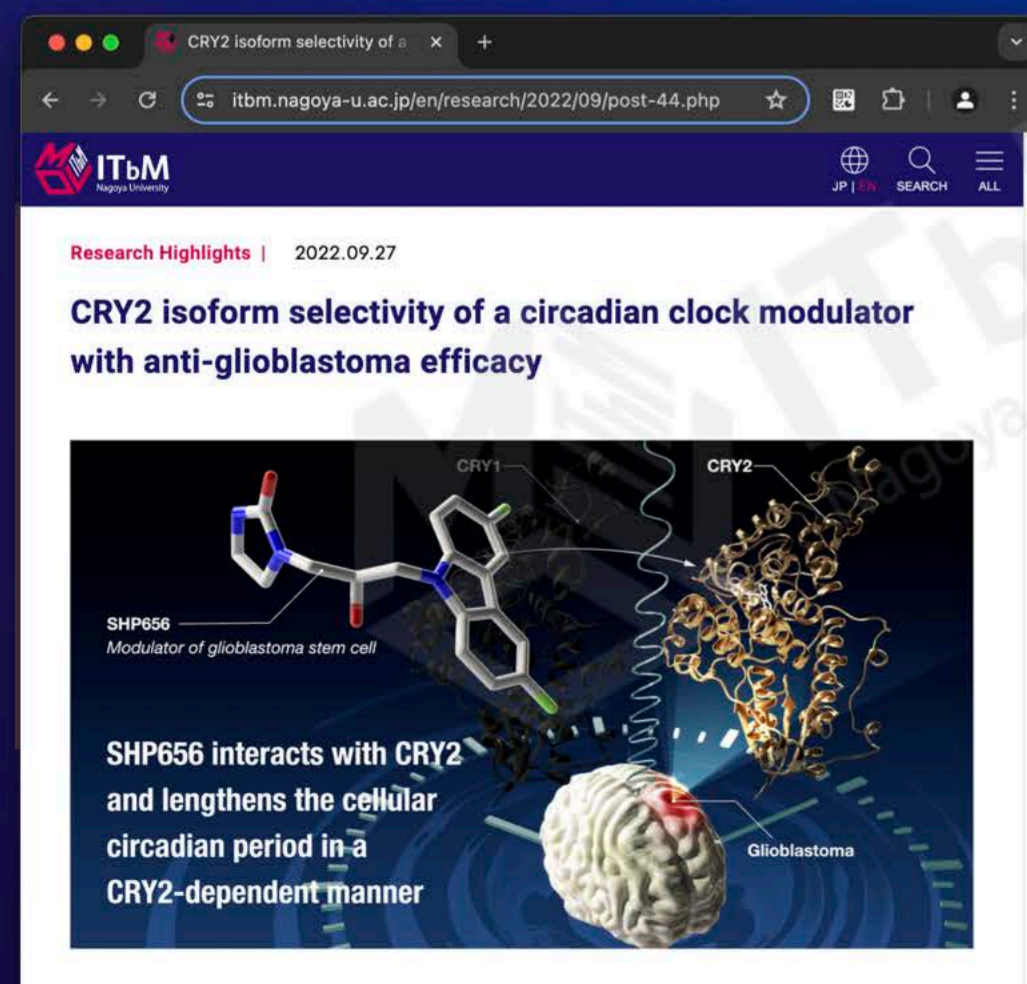 CRY2 isoform selectivity of a
itbm.nagoya-u.ac.jp/en/research/2022/09/post-44.php
ITbM
Nagoya University
JP | EN
SEARCH
ALL
Research Highlights | 2022.09.27
CRY2 isoform selectivity of a circadian clock modulator
with anti-glioblastoma efficacy
CRY1
CRY2
SHP656
Modulator of glioblastoma stem cell
SHP656 interacts with CRY2
and lengthens the cellular
circadian period in a
CRY2-dependent manner
Glioblastoma
ITb
Nagoya